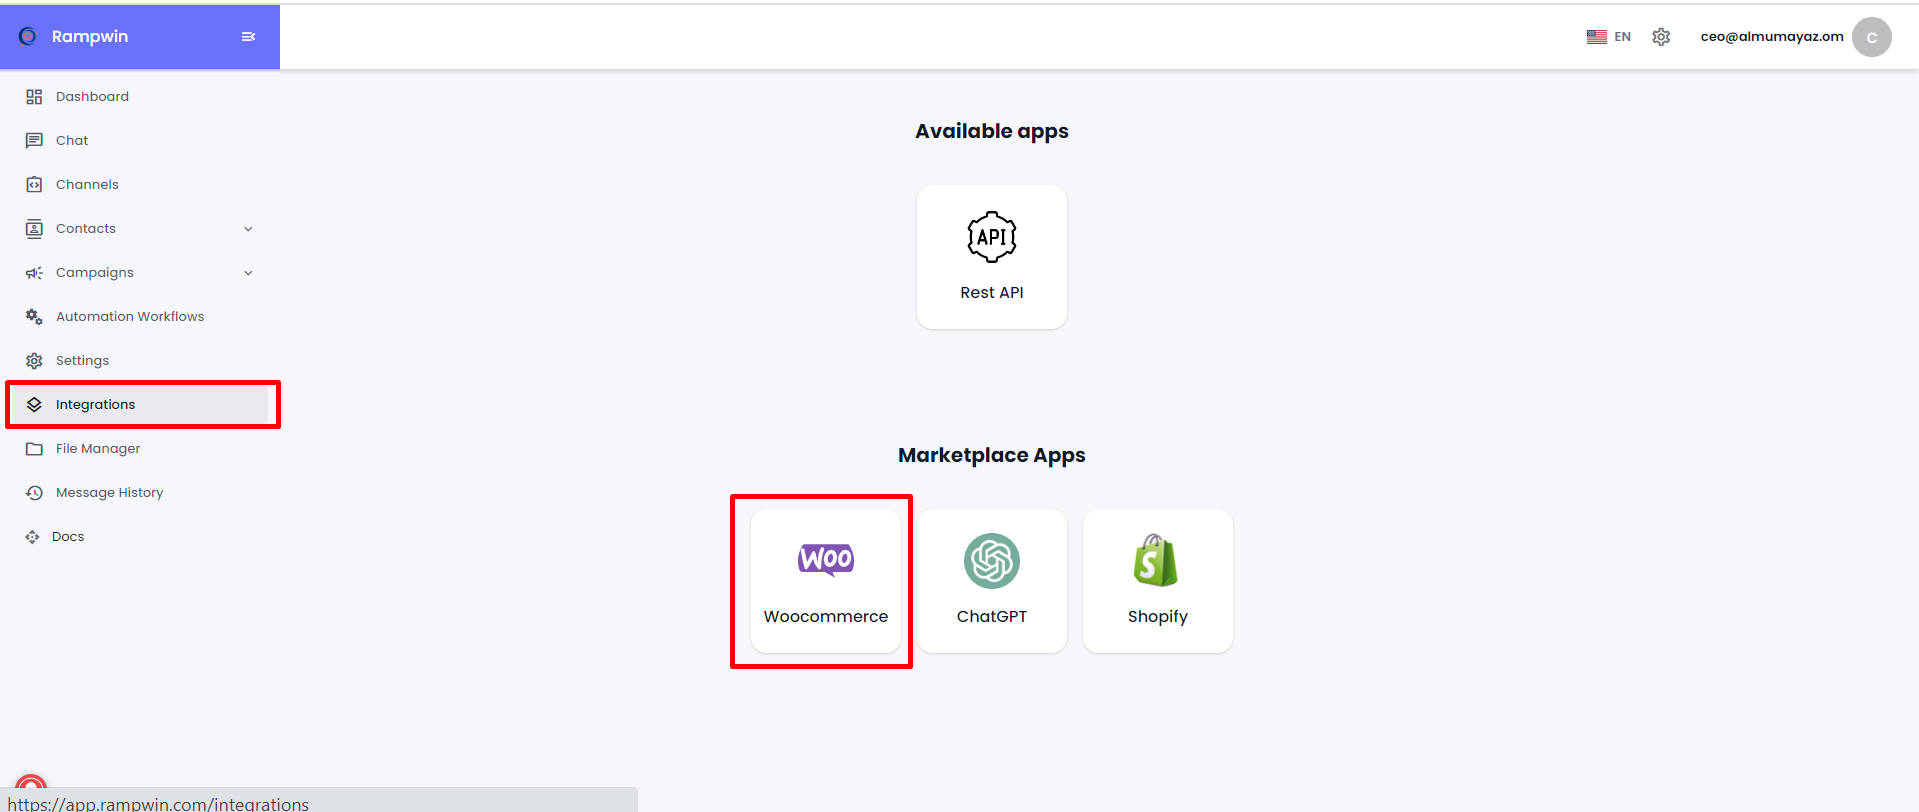 Rampwin
EN
ceo@almumayaz.om
C
Dashboard
Chat
Channels
Contacts
Campaigns
Automation Workflows
Settings
Integrations
File Manager
Message History
Docs
Available apps
API
Rest API
Marketplace Apps
Woo
Woocommerce
ChatGPT
S
Shopify
https://app.rampwin.com/integrations